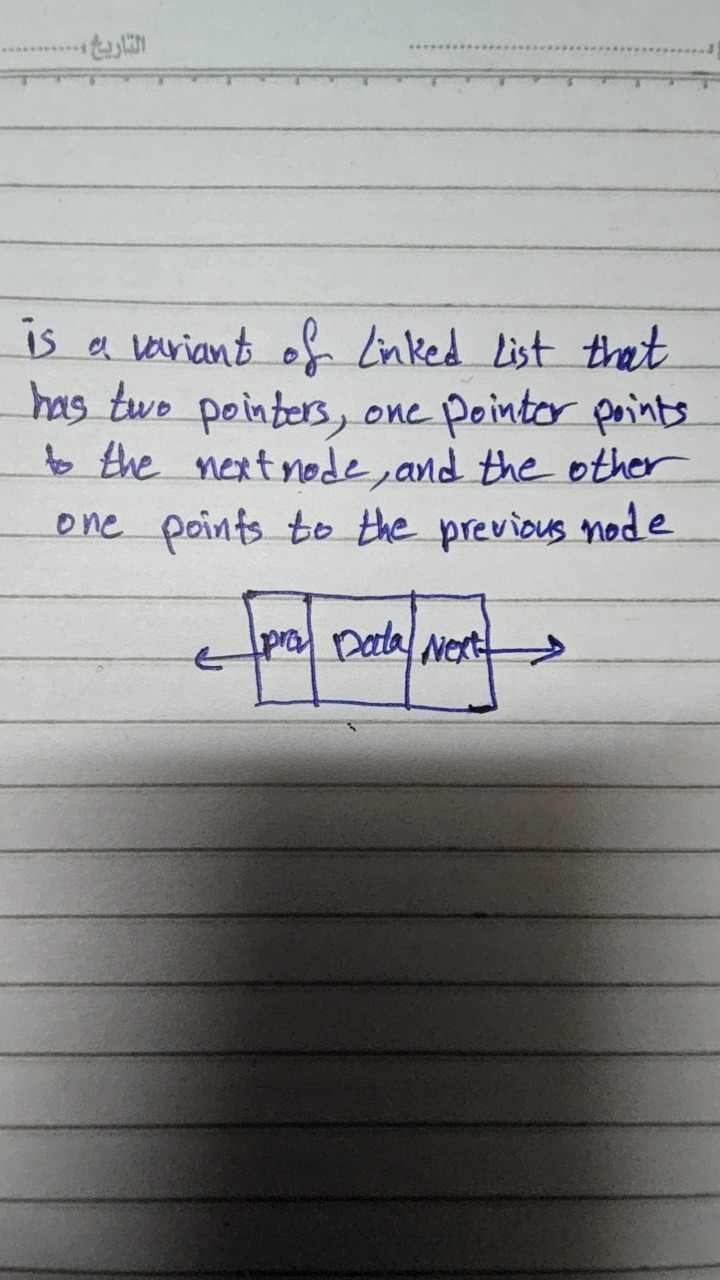 التاريخ:
is a variant of Linked List that
has two pointers, one pointer points
to the next node, and the other
one points to the previous node
prev Data Next